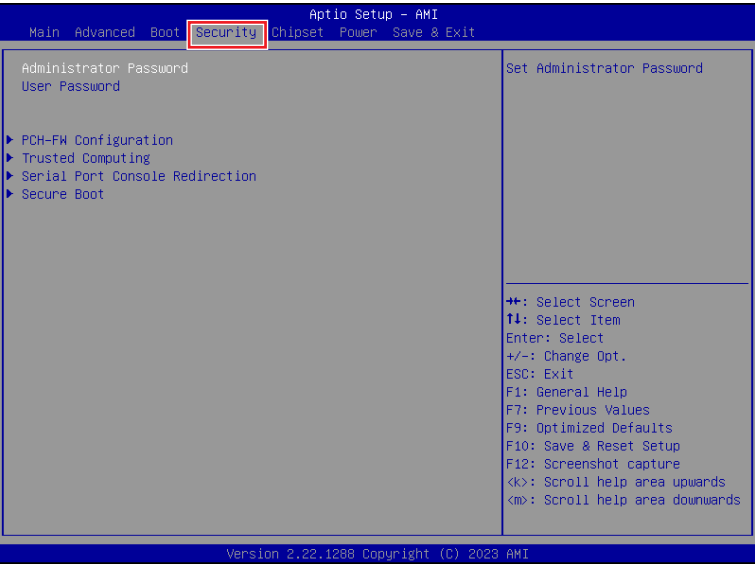 Aptio Setup – AMI
Main Advanced Boot Security Chipset Power Save & Exit
Administrator Password
User Password
PCH-FW Configuration
Trusted Computing
Serial Port Console Redirection
Secure Boot
Set Administrator Password
→←: Select Screen
↑↓: Select Item
Enter: Select
+/-: Change Opt.
ESC: Exit
F1: General Help
F7: Previous Values
F9: Optimized Defaults
F10: Save & Reset Setup
F12: Screenshot capture
<k>: Scroll help area upwards
<m>: Scroll help area downwards
Version 2.22.1288 Copyright (C) 2023 AMI